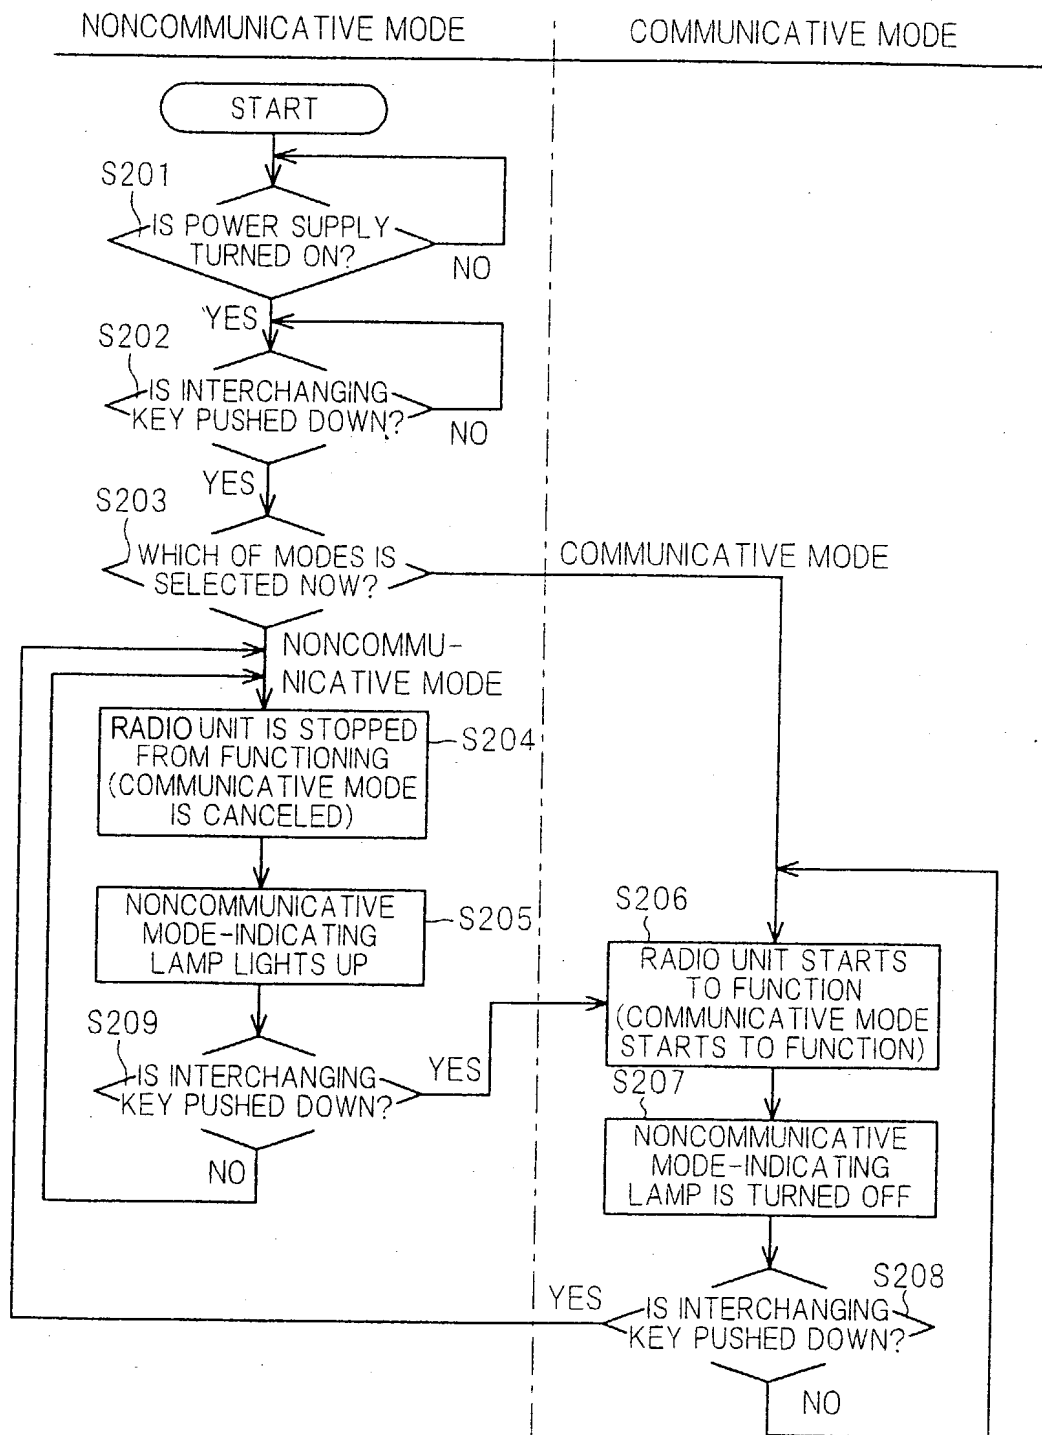 NONCOMMUNICATIVE MODE
COMMUNICATIVE MODE
START
S201
IS POWER SUPPLY
TURNED ON?
NO
YES
S202
IS INTERCHANGING
KEY PUSHED DOWN?
NO
YES
S203
WHICH OF MODES IS
SELECTED NOW?
COMMUNICATIVE MODE
NONCOMMU-
NICATIVE MODE
RADIO UNIT IS STOPPED
FROM FUNCTIONING
(COMMUNICATIVE MODE
IS CANCELED)
S204
NONCOMMUNICATIVE
MODE-INDICATING
LAMP LIGHTS UP
S205
S209
IS INTERCHANGING
KEY PUSHED DOWN?
YES
NO
S206
RADIO UNIT STARTS
TO FUNCTION
(COMMUNICATIVE MODE
STARTS TO FUNCTION)
S207
NONCOMMUNICATIVE
MODE-INDICATING
LAMP IS TURNED OFF
S208
IS INTERCHANGING
KEY PUSHED DOWN?
YES
NO